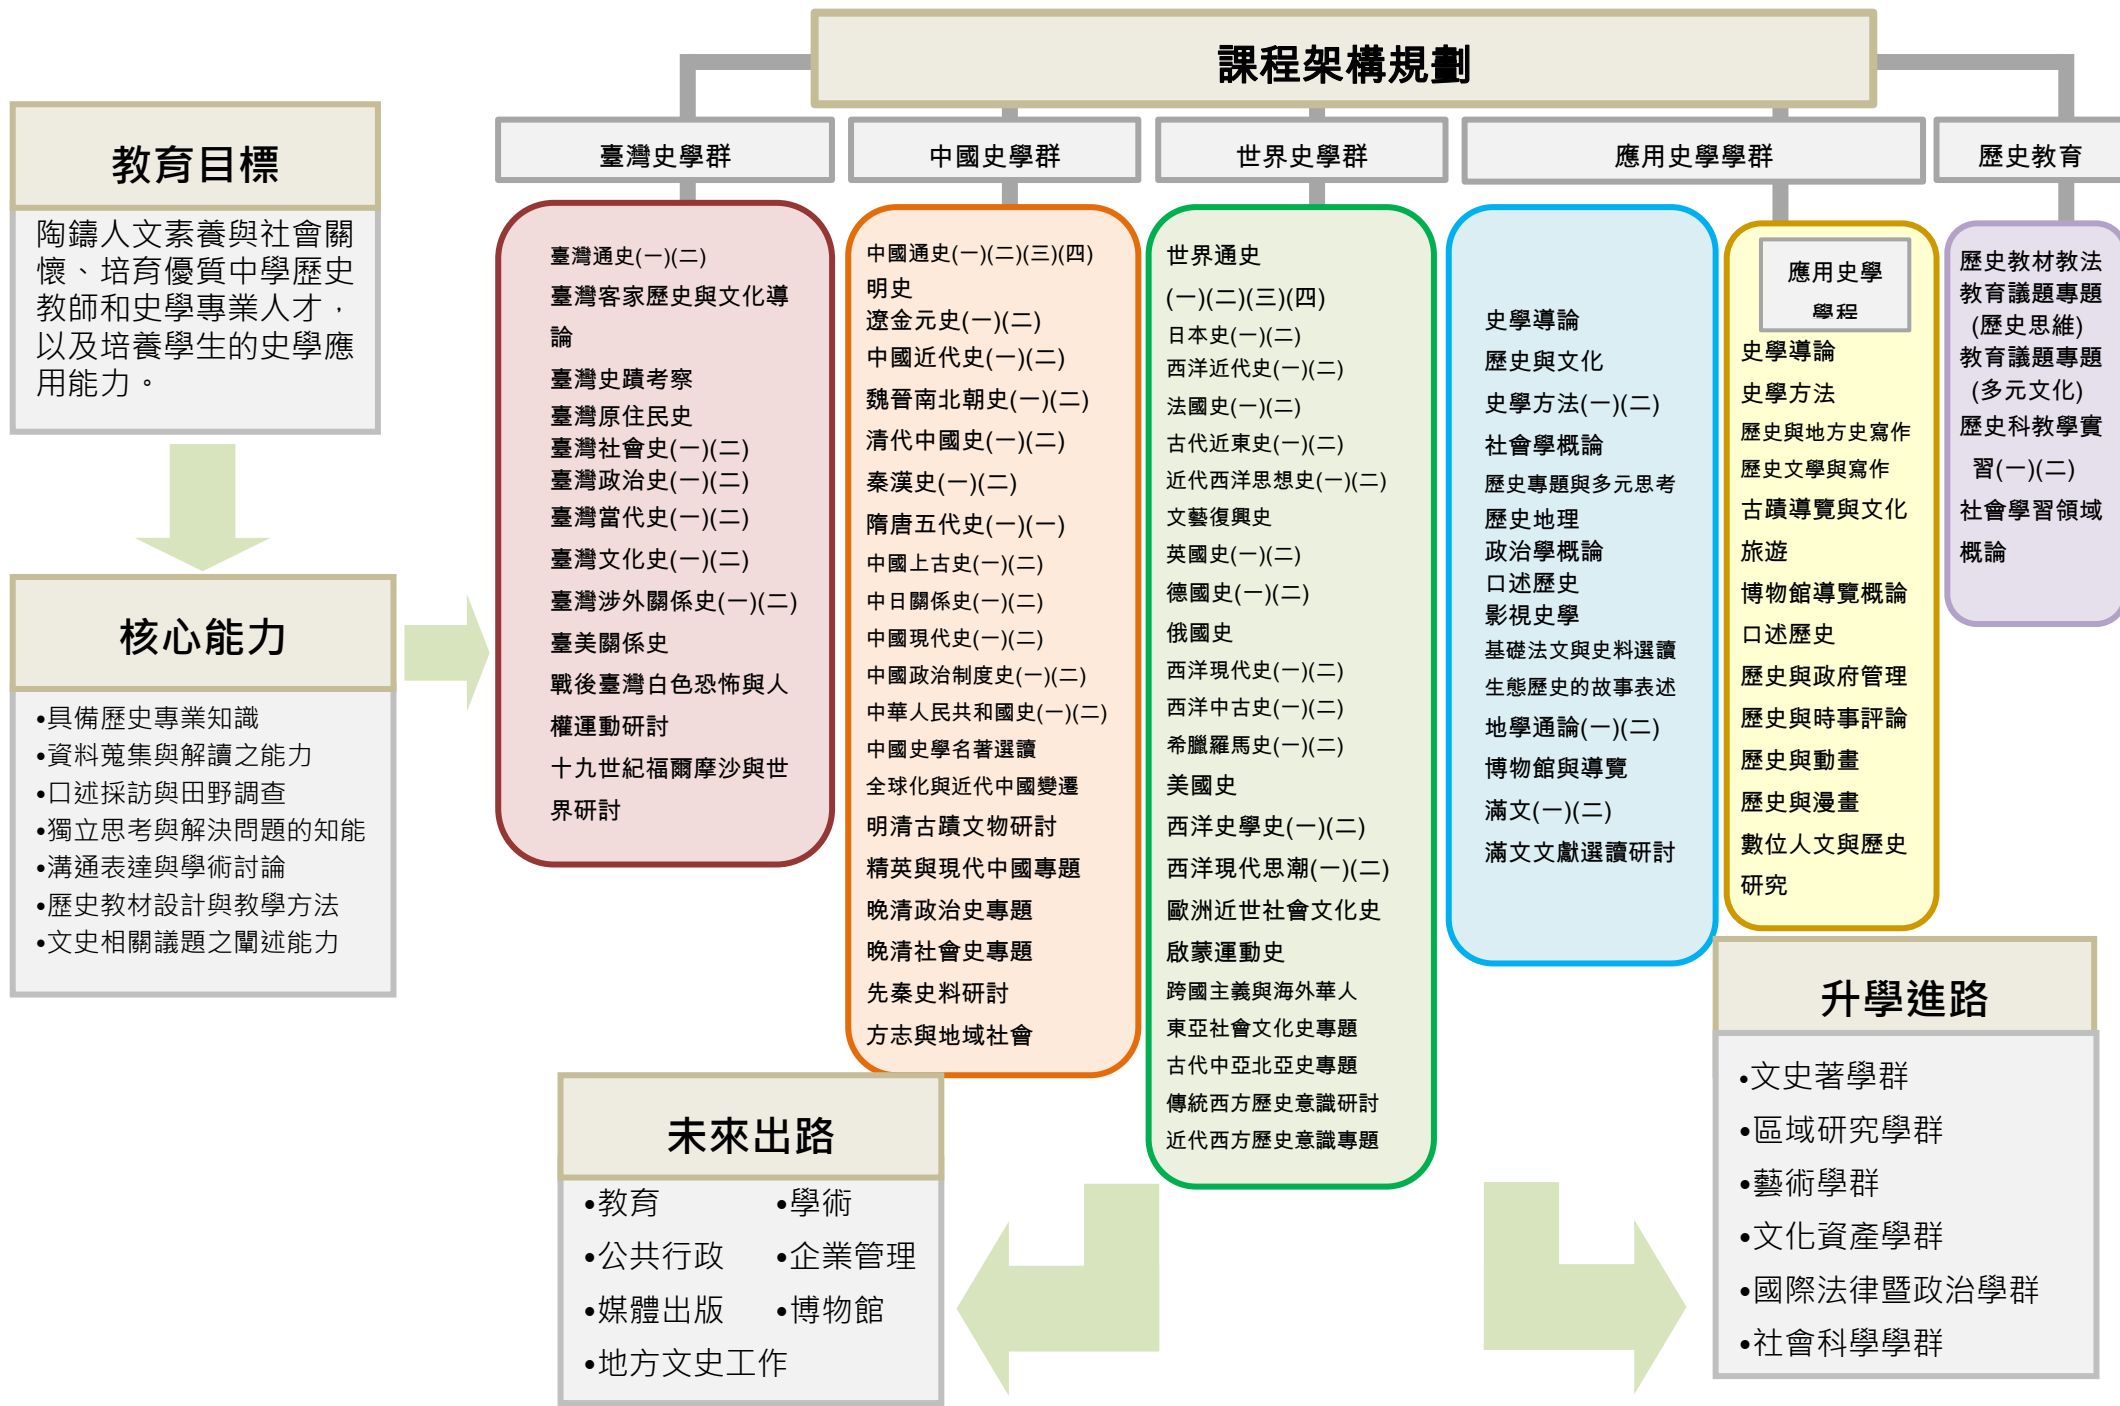 課程架構規劃
教育目標
陶鑄人文素養與社會關
懷、培育優質中學歷史
教師和史學專業人才，
以及培養學生的史學應
用能力。
核心能力
•具備歷史專業知識
•資料蒐集與解讀之能力
•口述採訪與田野調查
•獨立思考與解決問題的知能
•溝通表達與學術討論
•歷史教材設計與教學方法
•文史相關議題之闡述能力
臺灣史學群
臺灣通史(一)(二)
臺灣客家歷史與文化導
論
臺灣史蹟考察
臺灣原住民史
臺灣社會史(一)(二)
臺灣政治史(一)(二)
臺灣當代史(一)(二)
臺灣文化史(一)(二)
臺灣涉外關係史(一)(二)
臺美關係史
戰後臺灣白色恐怖與人
權運動研討
十九世紀福爾摩沙與世
界研討
中國史學群
中國通史(一)(二)(三)(四)
明史
遼金元史(一)(二)
中國近代史(一)(二)
魏晉南北朝史(一)(二)
清代中國史(一)(二)
秦漢史(一)(二)
隋唐五代史(一)(一)
中國上古史(一)(二)
中日關係史(一)(二)
中國現代史(一)(二)
中國政治制度史(一)(二)
中華人民共和國史(一)(二)
中國史學名著選讀
全球化與近代中國變遷
明清古蹟文物研討
精英與現代中國專題
晚清政治史專題
晚清社會史專題
先秦史料研討
方志與地域社會
世界史學群
世界通史
(一)(二)(三)(四)
日本史(一)(二)
西洋近代史(一)(二)
法國史(一)(二)
古代近東史(一)(二)
近代西洋思想史(一)(二)
文藝復興史
英國史(一)(二)
德國史(一)(二)
俄國史
西洋現代史(一)(二)
西洋中古史(一)(二)
希臘羅馬史(一)(二)
美國史
西洋史學史(一)(二)
西洋現代思潮(一)(二)
歐洲近世社會文化史
啟蒙運動史
跨國主義與海外華人
東亞社會文化史專題
古代中亞北亞史專題
傳統西方歷史意識研討
近代西方歷史意識專題
應用史學學群
史學導論
歷史與文化
史學方法(一)(二)
社會學概論
歷史專題與多元思考
歷史地理
政治學概論
口述歷史
影視史學
基礎法文與史料選讀
生態歷史的故事表述
地學通論(一)(二)
博物館與導覽
滿文(一)(二)
滿文文獻選讀研討
應用史學
學程
史學導論
史學方法
歷史與地方史寫作
歷史文學與寫作
古蹟導覽與文化
旅遊
博物館導覽概論
口述歷史
歷史與政府管理
歷史與時事評論
歷史與動畫
歷史與漫畫
數位人文與歷史
研究
歷史教育
歷史教材教法
教育議題專題
(歷史思維)
教育議題專題
(多元文化)
歷史科教學實
習(一)(二)
社會學習領域
概論
未來出路
•教育 •學術
•公共行政 •企業管理
•媒體出版 •博物館
•地方文史工作
升學進路
•文史著學群
•區域研究學群
•藝術學群
•文化資產學群
•國際法律暨政治學群
•社會科學學群